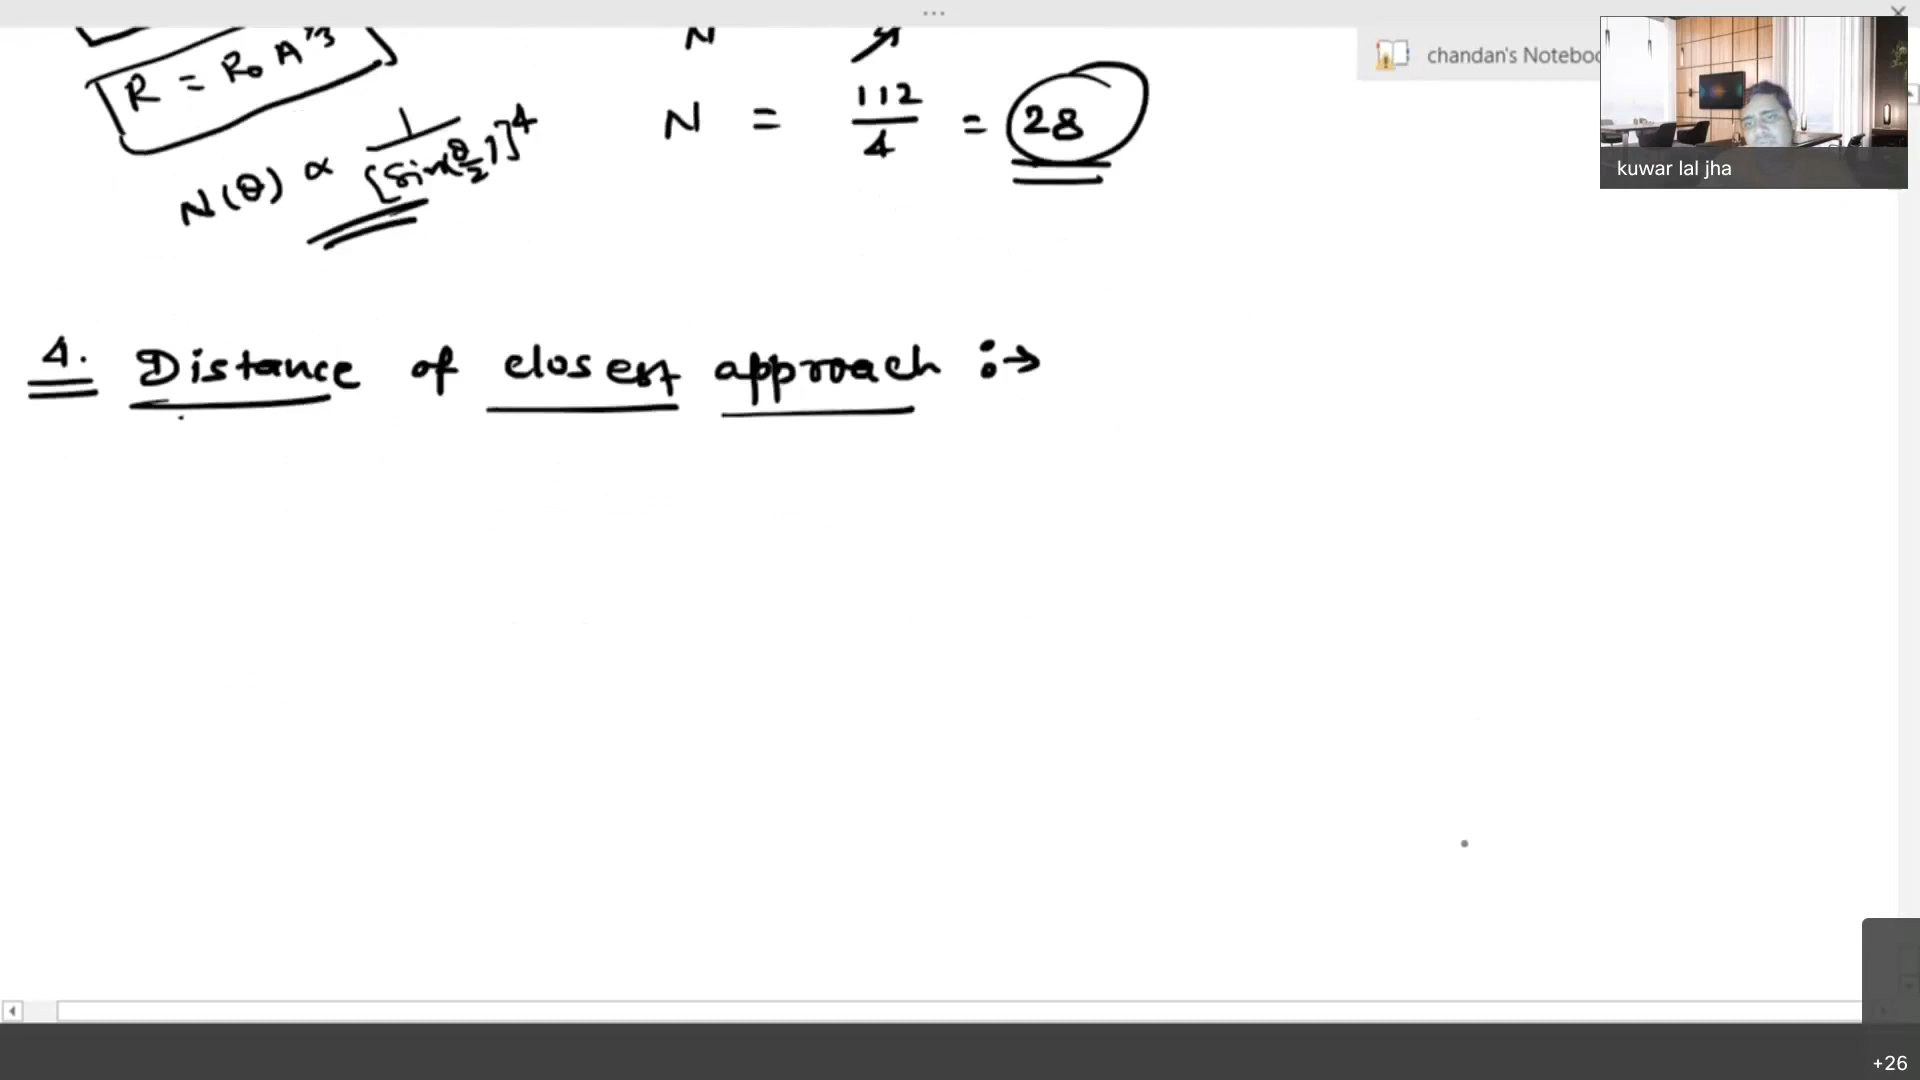 R = R₀ A^1/3
N(θ) ∝ 1/[sin(θ/2)]^4
N
N = 112/4 = 28
4. Distance of closest approach :→
chandan's Noteboo
kuwar lal jha
+26